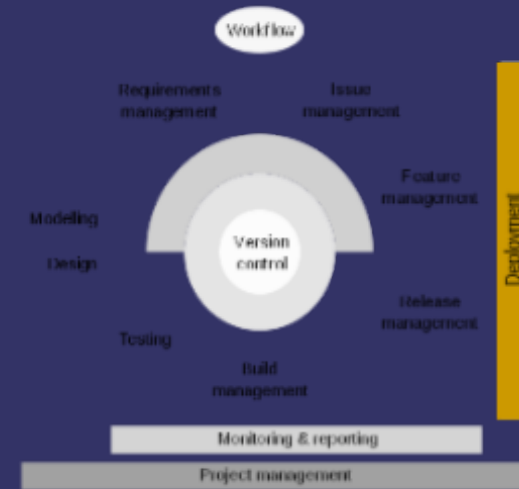 Workflow
Requirements
management
Issue
management
Feature
management
Modelling
Version
control
Design
Release
management
Testing
Build
management
Deployment
Monitoring & reporting
Project management